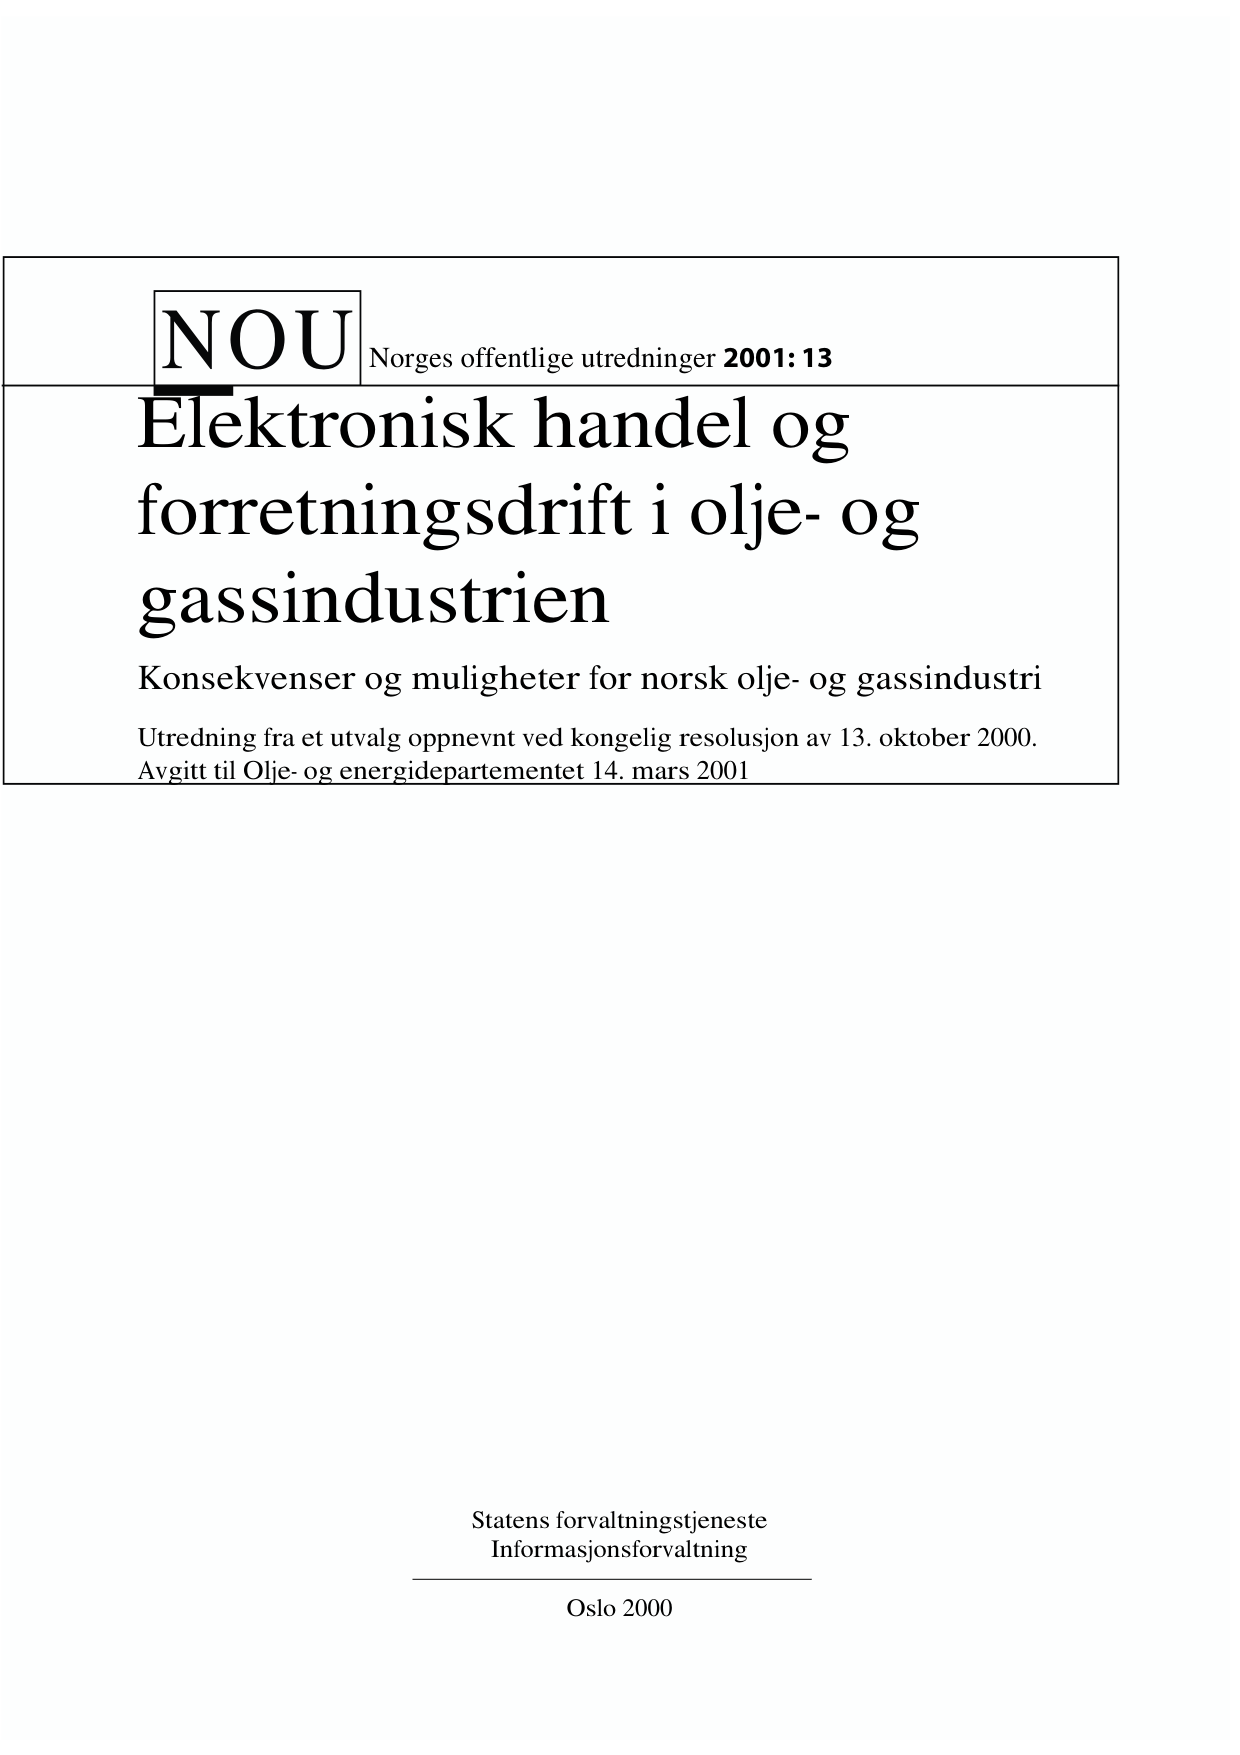 NOU Norges offentlige utredninger 2001: 13
Elektronisk handel og
forretningsdrift i olje- og
gassindustrien
Konsekvenser og muligheter for norsk olje- og gassindustri
Utredning fra et utvalg oppnevnt ved kongelig resolusjon av 13. oktober 2000.
Avgitt til Olje- og energidepartementet 14. mars 2001
Statens forvaltningstjeneste
Informasjonsforvaltning
Oslo 2000